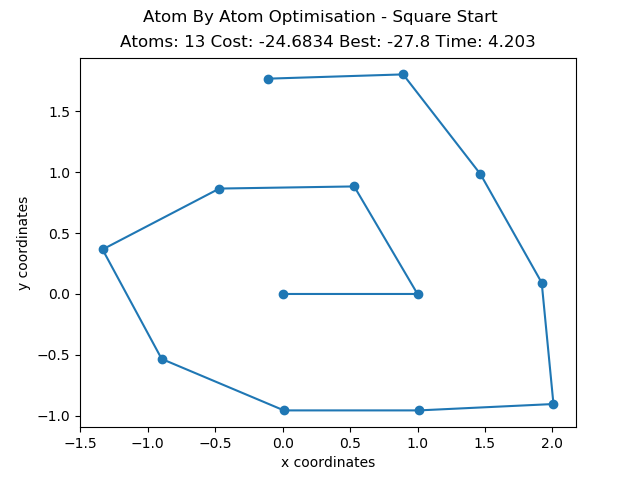 Atom By Atom Optimisation - Square Start
Atoms: 13 Cost: -24.6834 Best: -27.8 Time: 4.203
1.5
1.0
0.5
0.0
−0.5
−1.0
y coordinates
−1.5 −1.0 −0.5 0.0 0.5 1.0 1.5 2.0
x coordinates